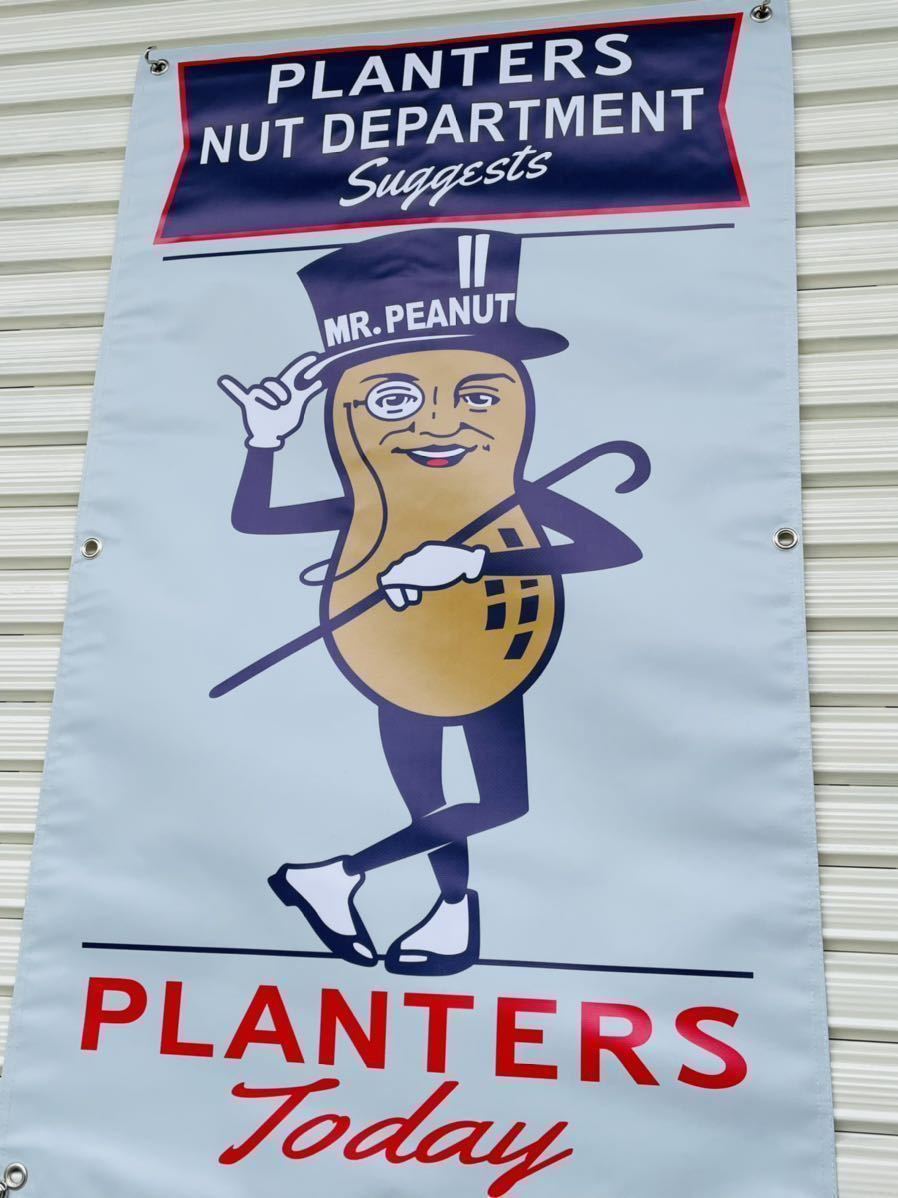 PLANTERS
NUT DEPARTMENT
Suggests
MR. PEANUT
PLANTERS
Today